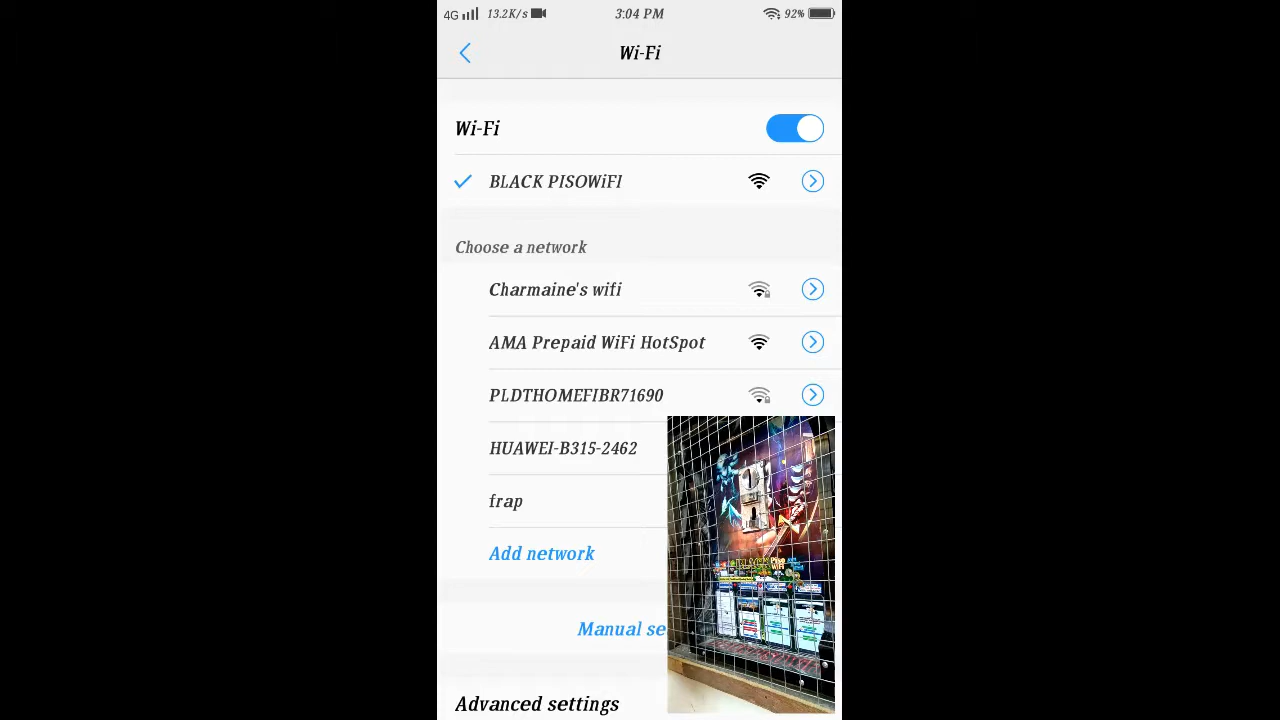 4G 13.2K/s 3:04 PM 92%
Wi-Fi
Wi-Fi
BLACK PISOWiFI
Choose a network
Charmaine's wifi
AMA Prepaid WiFi HotSpot
PLDTHOMEFIBR71690
HUAWEI-B315-2462
frap
Add network
Manual se
Advanced settings